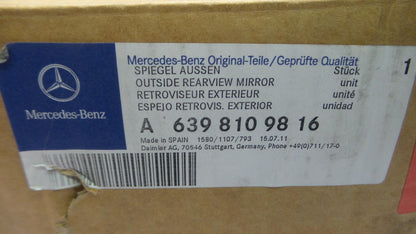 Mercedes-Benz Original-Teile/Geprüfte Qualität
SPIEGEL AUSSEN Stück 1
OUTSIDE REARVIEW MIRROR unit
RETROVISEUR EXTERIEUR unité
ESPEJO RETROVIS. EXTERIOR unidad
Mercedes-Benz
A 639 810 98 16
Made in SPAIN 1580/1107/793 15.07.11
Daimler AG, 70546 Stuttgart, Germany, Phone +49(0)711/17-0